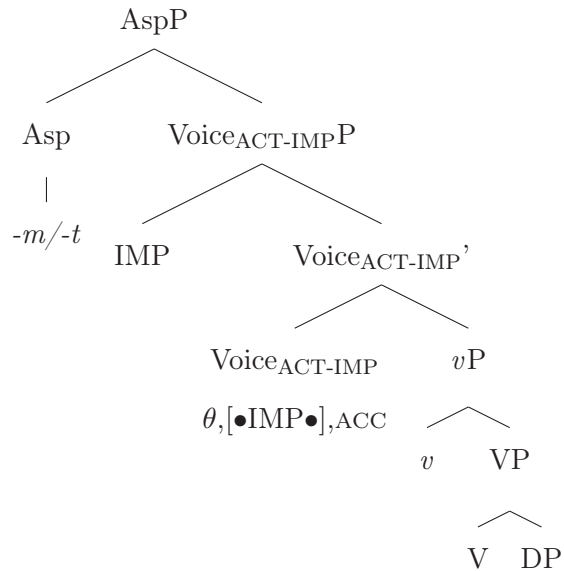 AspP
Asp Voice_ACT-IMP P
-m/-t IMP Voice_ACT-IMP'
Voice_ACT-IMP vP
θ,[•IMP•],ACC v VP
V DP